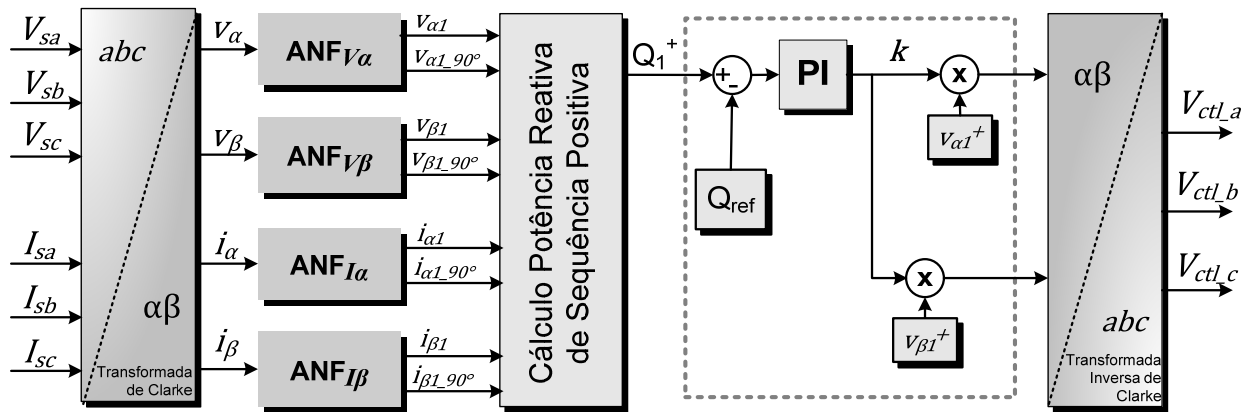 V_sa
V_sb
V_sc
I_sa
I_sb
I_sc
abc
αβ
Transformada
de Clarke
v_α
v_β
i_α
i_β
ANF_Vα
ANF_Vβ
ANF_Iα
ANF_Iβ
v_α1
v_α1_90°
v_β1
v_β1_90°
i_α1
i_α1_90°
i_β1
i_β1_90°
Cálculo Potência Reativa
de Sequência Positiva
Q_1^+
+
-
Q_ref
PI
k
x
v_α1^+
x
v_β1^+
αβ
abc
Transformada
Inversa de
Clarke
V_ctl_a
V_ctl_b
V_ctl_c